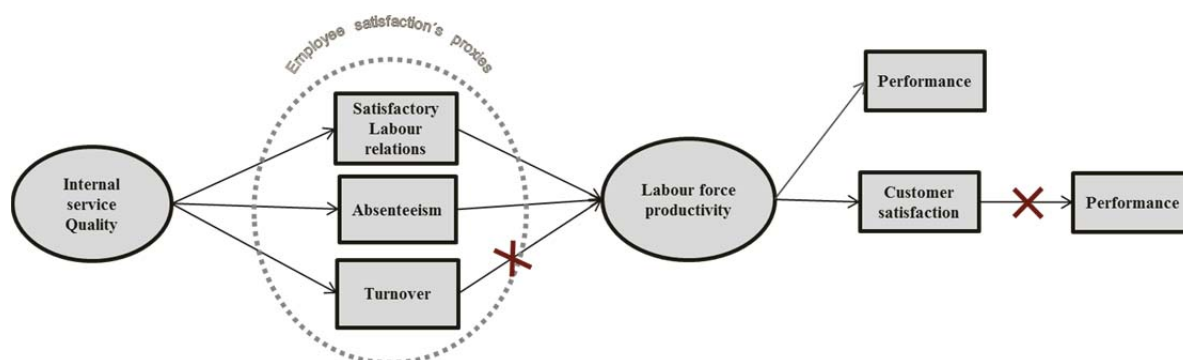 Employee satisfaction´s proxies
Internal
service
Quality
Satisfactory
Labour
relations
Absenteeism
Turnover
Labour force
productivity
Performance
Customer
satisfaction
Performance